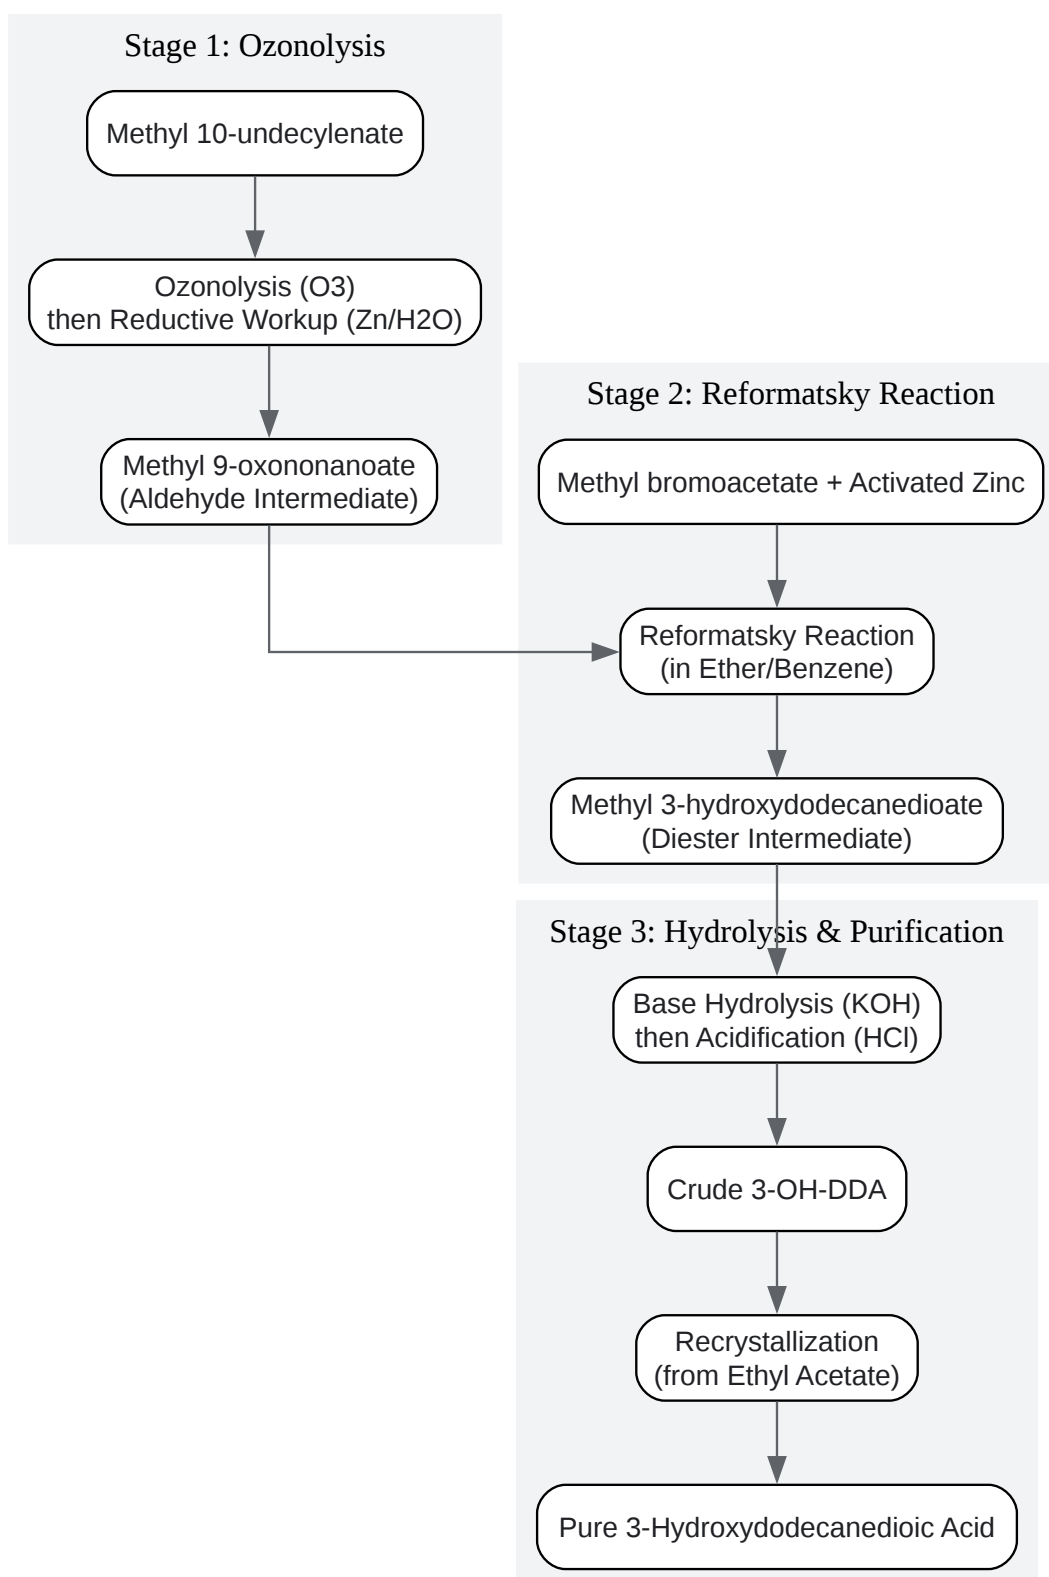 Stage 1: Ozonolysis
Methyl 10-undecylenate
Ozonolysis (O3)
then Reductive Workup (Zn/H2O)
Methyl 9-oxononanoate
(Aldehyde Intermediate)
Stage 2: Reformatsky Reaction
Methyl bromoacetate + Activated Zinc
Reformatsky Reaction
(in Ether/Benzene)
Methyl 3-hydroxydodecanedioate
(Diester Intermediate)
Stage 3: Hydrolysis & Purification
Base Hydrolysis (KOH)
then Acidification (HCl)
Crude 3-OH-DDA
Recrystallization
(from Ethyl Acetate)
Pure 3-Hydroxydodecanedioic Acid